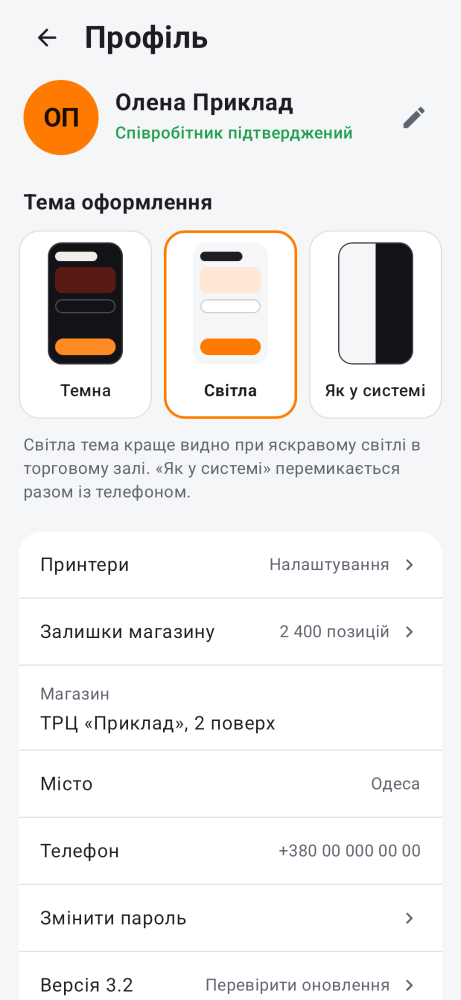 Профіль
ОП
Олена Приклад
Співробітник підтверджений
Тема оформлення
Темна
Світла
Як у системі
Світла тема краще видно при яскравому світлі в
торговому залі. «Як у системі» перемикається
разом із телефоном.
Принтери
Налаштування
Залишки магазину
2 400 позицій
Магазин
ТРЦ «Приклад», 2 поверх
Місто
Одеса
Телефон
+380 00 000 00 00
Змінити пароль
Версія 3.2
Перевірити оновлення